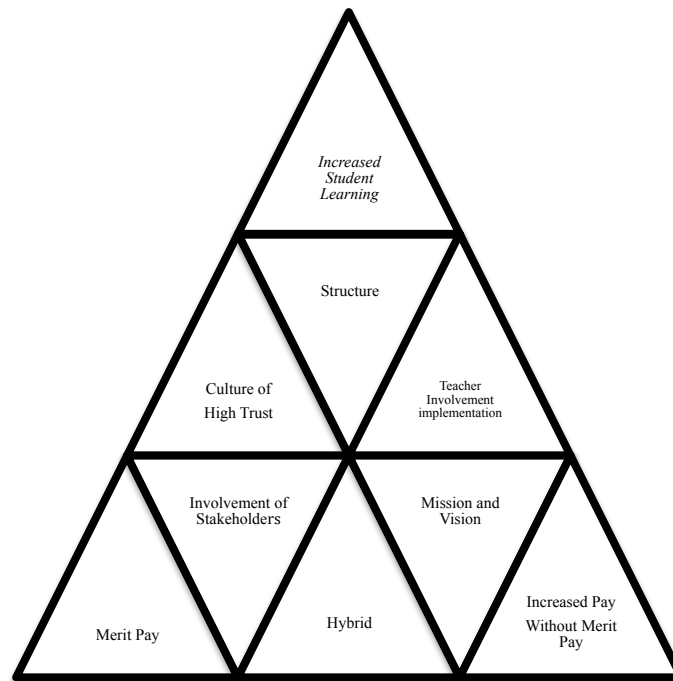 Increased
Student
Learning
Structure
Culture of
High Trust
Teacher
Involvement
implementation
Involvement of
Stakeholders
Mission and
Vision
Merit Pay
Hybrid
Increased Pay
Without Merit
Pay